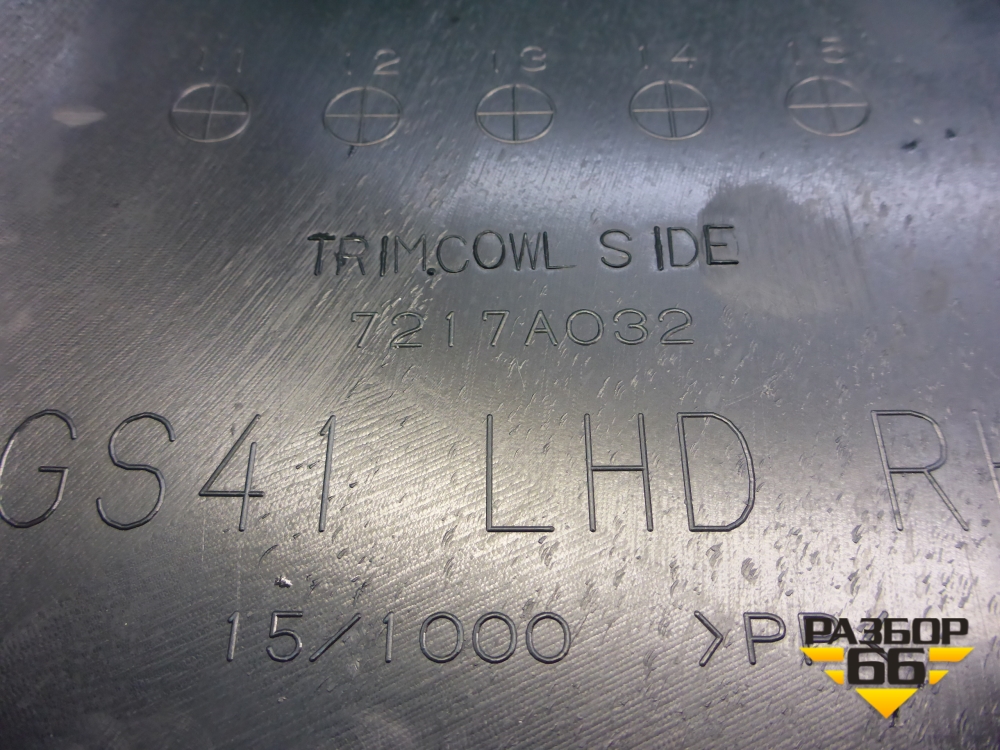 11 12 13 14 15
TRIM.COWL SIDE
7217A032
GS41 LHD
15/1000
РАЗБОР
66